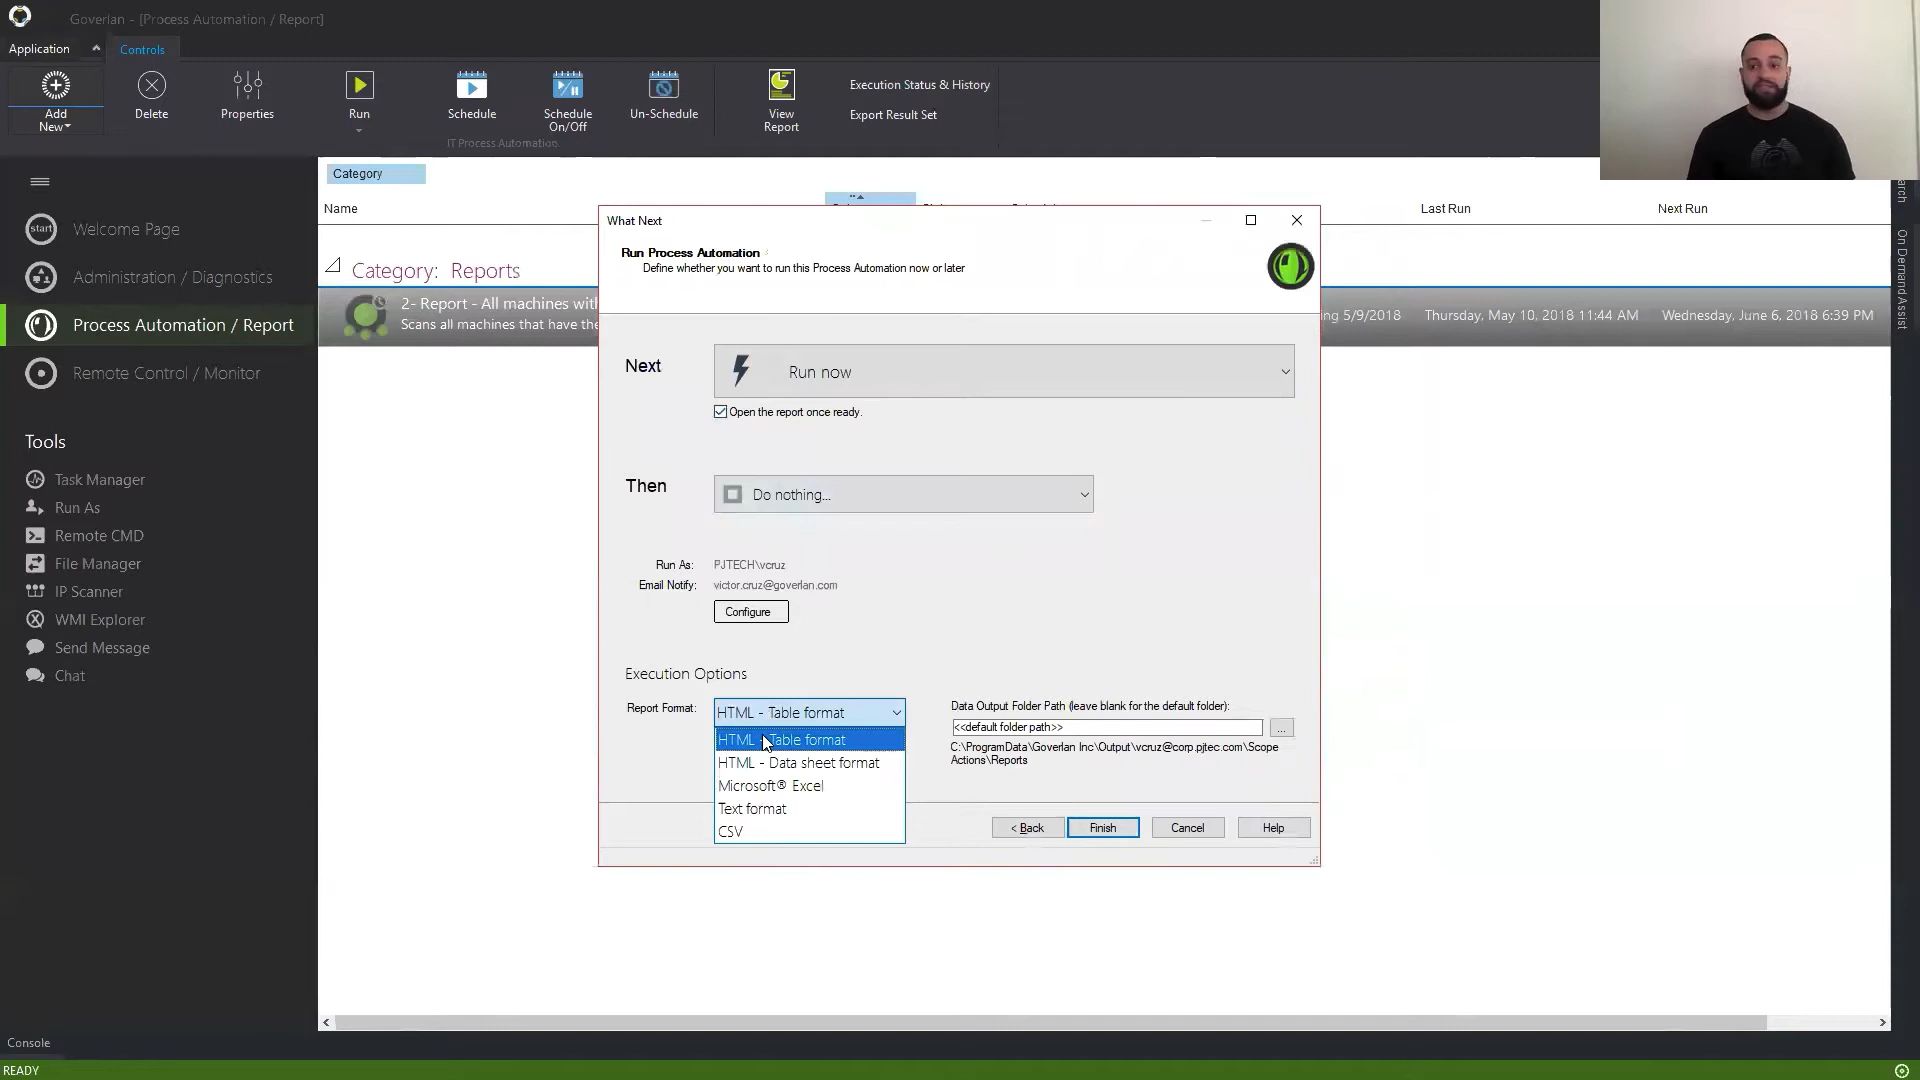 Goverlan - [Process Automation / Report]
Application
Controls
Add
New
Delete
Properties
Run
Schedule
Schedule
On/Off
Un-Schedule
View
Report
Execution Status & History
Export Result Set
IT Process Automation
Category
Name
Last Run
Next Run
start
Welcome Page
Administration / Diagnostics
Process Automation / Report
Remote Control / Monitor
Tools
Task Manager
Run As
Remote CMD
File Manager
IP Scanner
WMI Explorer
Send Message
Chat
Category: Reports
2- Report - All machines with
Scans all machines that have the
ing 5/9/2018
Thursday, May 10, 2018 11:44 AM
Wednesday, June 6, 2018 6:39 PM
arch
On Demand Assist
What Next
Run Process Automation
Define whether you want to run this Process Automation now or later
Next
Run now
Open the report once ready.
Then
Do nothing...
Run As:
PJTECH\vcruz
Email Notify:
victor.cruz@goverlan.com
Configure
Execution Options
Report Format:
HTML - Table format
HTML - Table format
HTML - Data sheet format
Microsoft® Excel
Text format
CSV
Data Output Folder Path (leave blank for the default folder):
<<default folder path>>
...
C:\ProgramData\Goverlan Inc\Output\vcruz@corp.pjtec.com\Scope
Actions\Reports
< Back
Finish
Cancel
Help
Console
READY